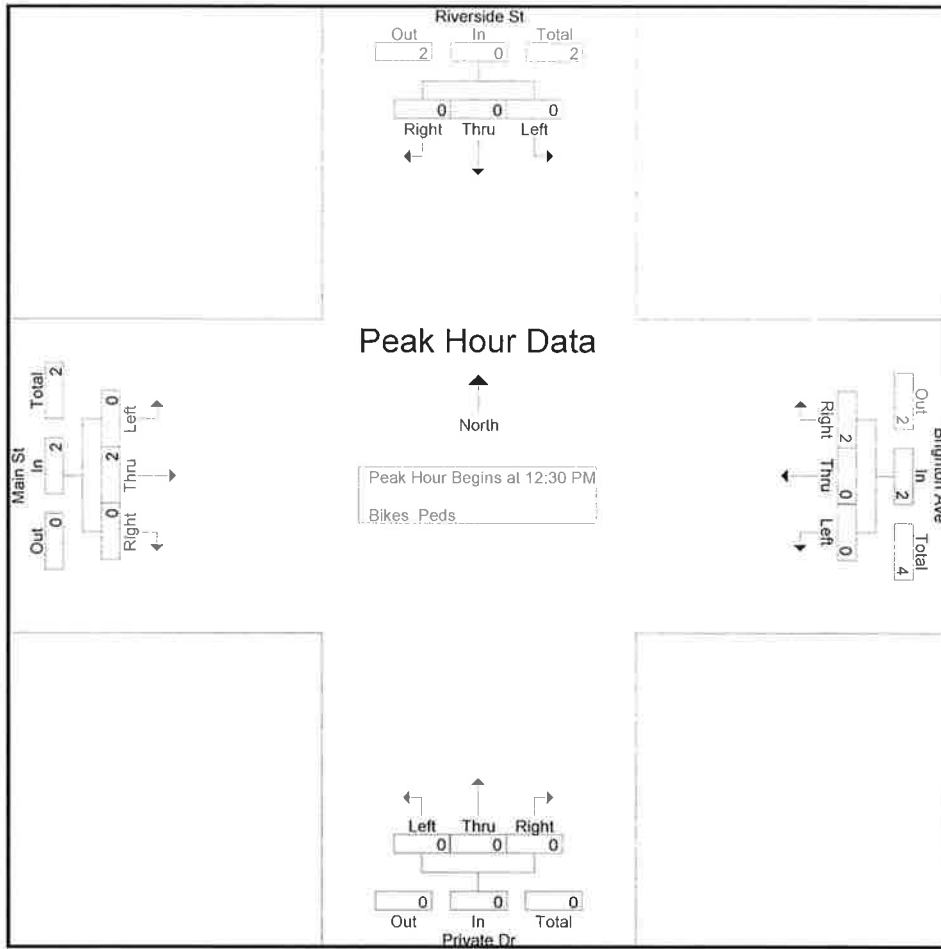 Riverside St
Out In Total
2 0 2
0 0 0
Right Thru Left
Peak Hour Data
North
Peak Hour Begins at 12:30 PM
Bikes Peds
Main St
Out In Total
0 2 2
0 2 0
Right Thru Left
Brighton Ave
Out In Total
2 2 4
Right Thru Left
2 0 0
Left Thru Right
0 0 0
0 0 0
Out In Total
Private Dr